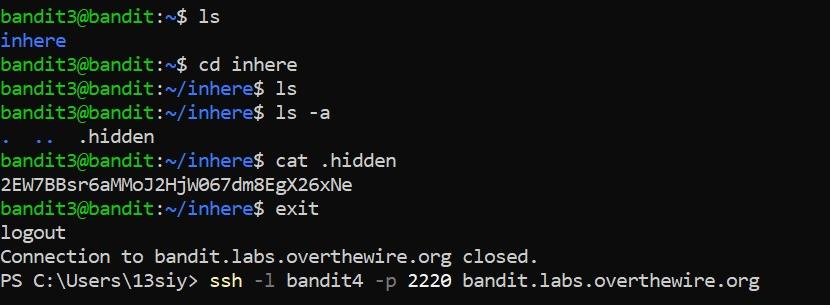 bandit3@bandit:~$ ls
inhere
bandit3@bandit:~$ cd inhere
bandit3@bandit:~/inhere$ ls
bandit3@bandit:~/inhere$ ls -a
.  ..  .hidden
bandit3@bandit:~/inhere$ cat .hidden
2EW7BBsr6aMMoJ2HjW067dm8EgX26xNe
bandit3@bandit:~/inhere$ exit
logout
Connection to bandit.labs.overthewire.org closed.
PS C:\Users\13siy> ssh -l bandit4 -p 2220 bandit.labs.overthewire.org